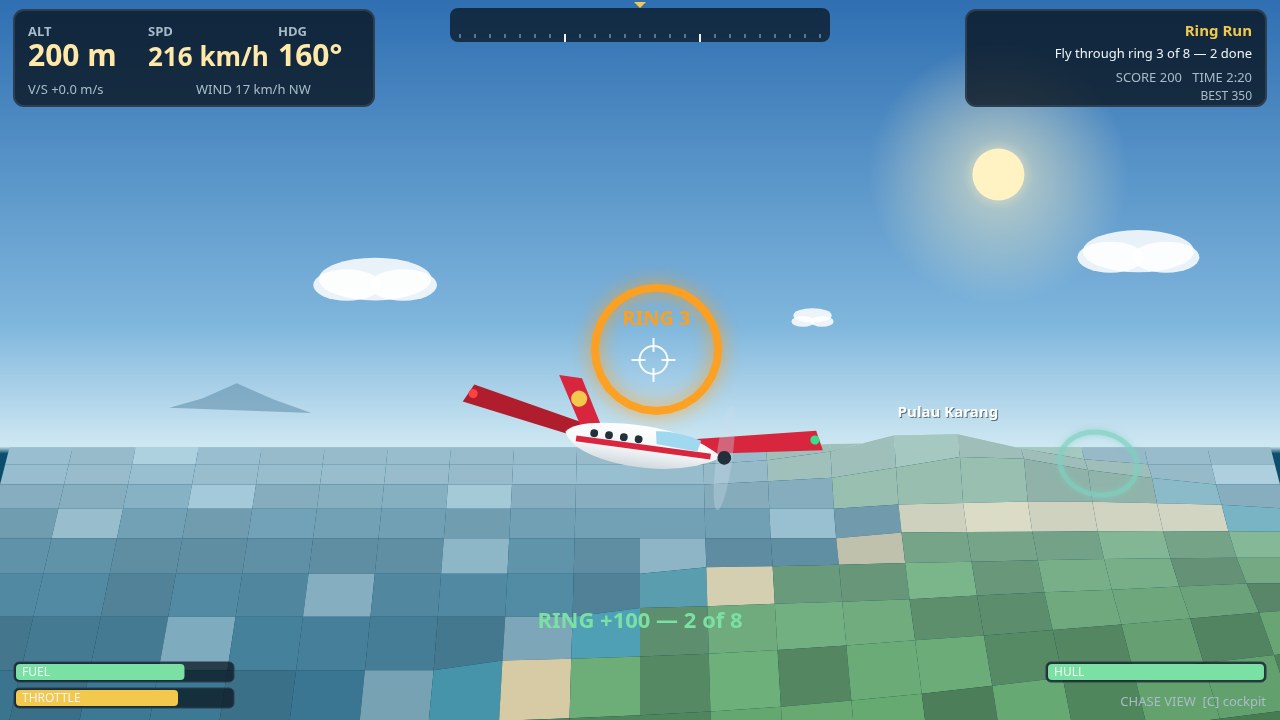 ALT
200 m
V/S +0.0 m/s
SPD
216 km/h
HDG
160°
WIND 17 km/h NW
Ring Run
Fly through ring 3 of 8 — 2 done
SCORE 200 TIME 2:20
BEST 350
RING 3
Pulau Karang
RING +100 — 2 of 8
FUEL
THROTTLE
HULL
CHASE VIEW [C] cockpit